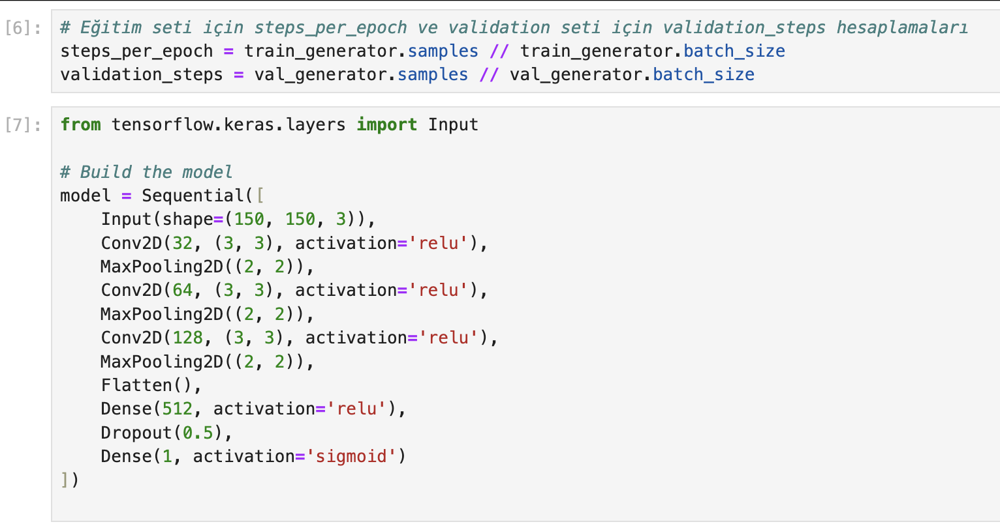 [6]: # Eğitim seti için steps_per_epoch ve validation seti için validation_steps hesaplamaları
steps_per_epoch = train_generator.samples // train_generator.batch_size
validation_steps = val_generator.samples // val_generator.batch_size
[7]: from tensorflow.keras.layers import Input

# Build the model
model = Sequential([
    Input(shape=(150, 150, 3)),
    Conv2D(32, (3, 3), activation='relu'),
    MaxPooling2D((2, 2)),
    Conv2D(64, (3, 3), activation='relu'),
    MaxPooling2D((2, 2)),
    Conv2D(128, (3, 3), activation='relu'),
    MaxPooling2D((2, 2)),
    Flatten(),
    Dense(512, activation='relu'),
    Dropout(0.5),
    Dense(1, activation='sigmoid')
])